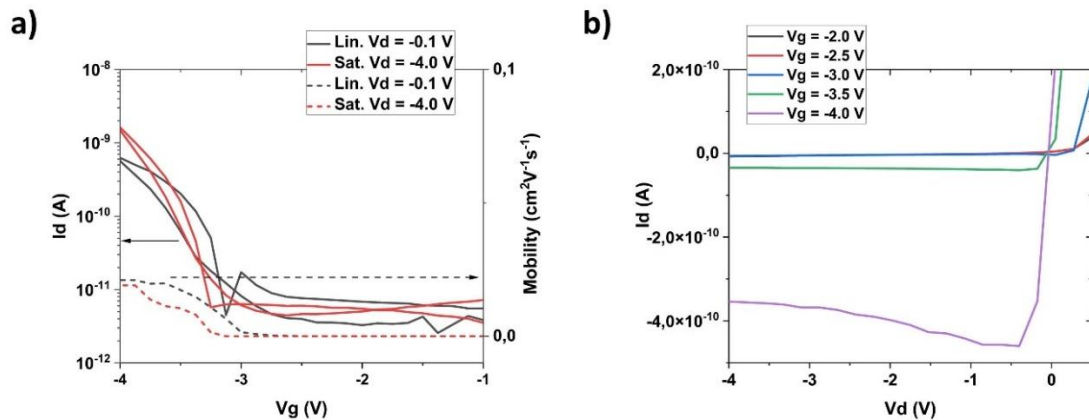 a)
Lin. Vd = -0.1 V
Sat. Vd = -4.0 V
Lin. Vd = -0.1 V
Sat. Vd = -4.0 V
10⁻⁸
10⁻⁹
10⁻¹⁰
10⁻¹¹
10⁻¹²
Id (A)
0,1
0,0
Mobility (cm²V⁻¹s⁻¹)
-4 -3 -2 -1
Vg (V)
b)
Vg = -2.0 V
Vg = -2.5 V
Vg = -3.0 V
Vg = -3.5 V
Vg = -4.0 V
2,0×10⁻¹⁰
0,0
-2,0×10⁻¹⁰
-4,0×10⁻¹⁰
Id (A)
-4 -3 -2 -1 0
Vd (V)